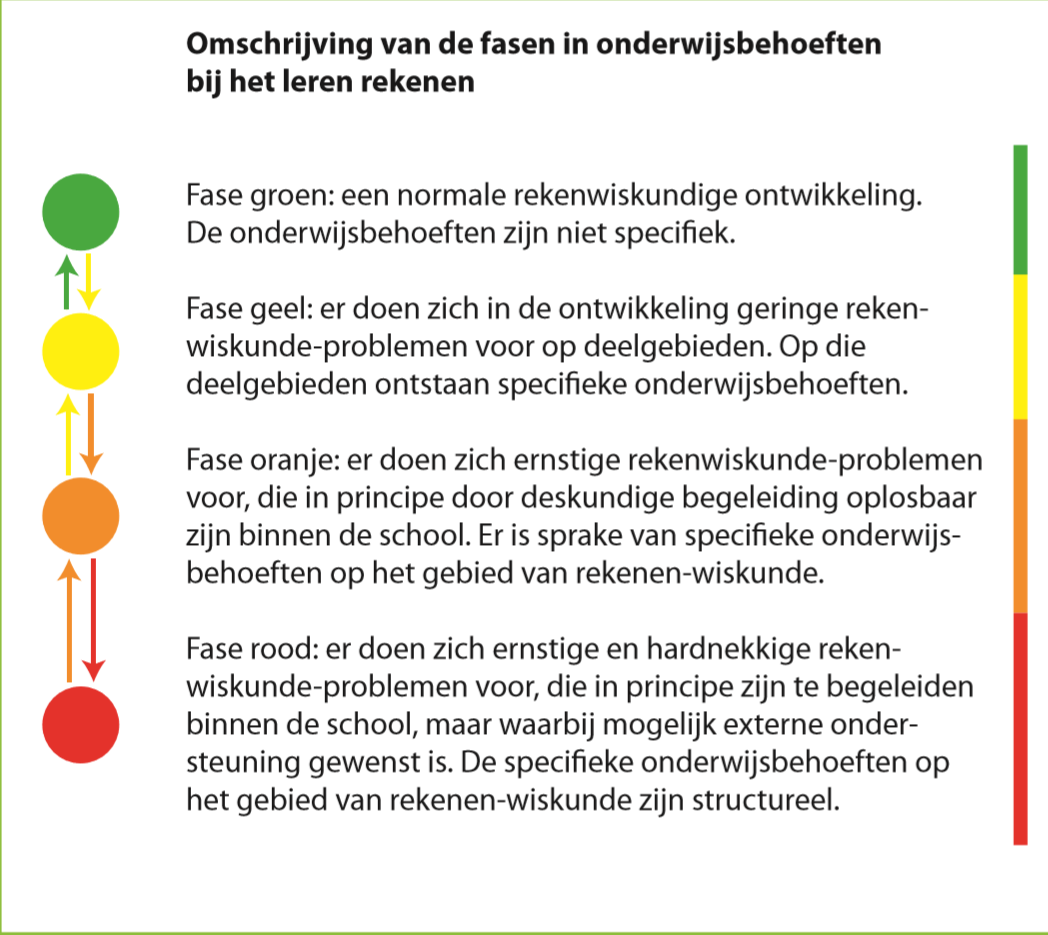 Omschrijving van de fasen in onderwijsbehoeften
bij het leren rekenen
Fase groen: een normale rekenwiskundige ontwikkeling.
De onderwijsbehoeften zijn niet specifiek.
Fase geel: er doen zich in de ontwikkeling geringe reken-
wiskunde-problemen voor op deelgebieden. Op die
deelgebieden ontstaan specifieke onderwijsbehoeften.
Fase oranje: er doen zich ernstige rekenwiskunde-problemen
voor, die in principe door deskundige begeleiding oplosbaar
zijn binnen de school. Er is sprake van specifieke onderwijs-
behoeften op het gebied van rekenen-wiskunde.
Fase rood: er doen zich ernstige en hardnekkige reken-
wiskunde-problemen voor, die in principe zijn te begeleiden
binnen de school, maar waarbij mogelijk externe onder-
steuning gewenst is. De specifieke onderwijsbehoeften op
het gebied van rekenen-wiskunde zijn structureel.